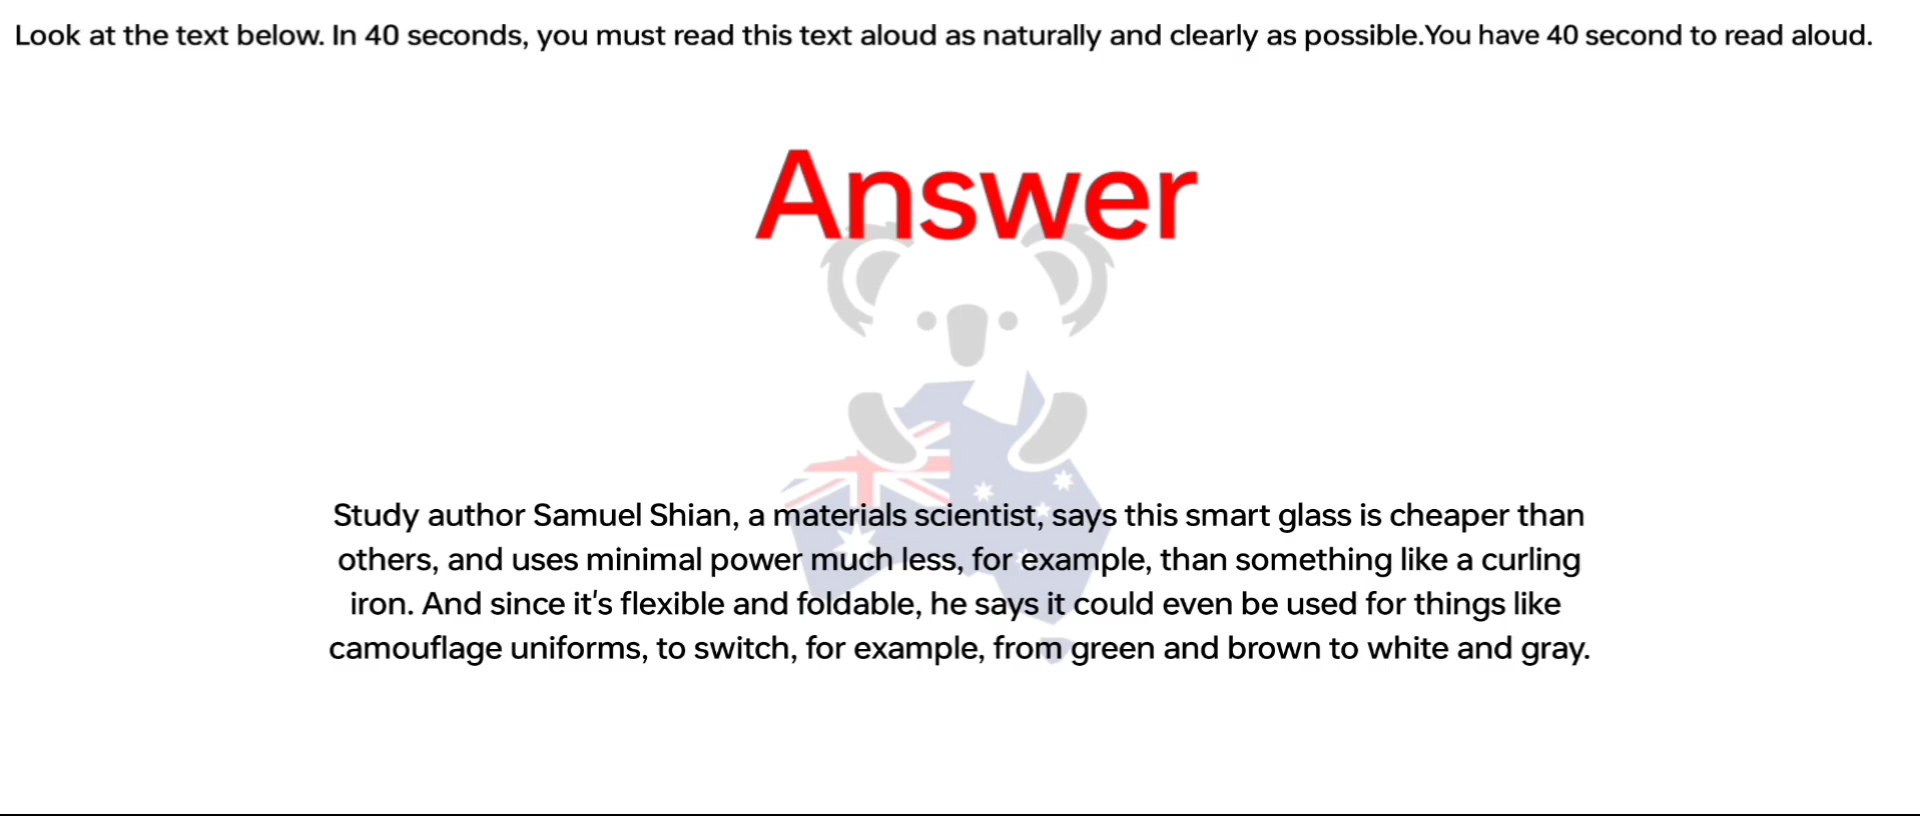 Look at the text below. In 40 seconds, you must read this text aloud as naturally and clearly as possible.You have 40 second to read aloud.
Answer
Study author Samuel Shian, a materials scientist, says this smart glass is cheaper than
others, and uses minimal power much less, for example, than something like a curling
iron. And since it's flexible and foldable, he says it could even be used for things like
camouflage uniforms, to switch, for example, from green and brown to white and gray.